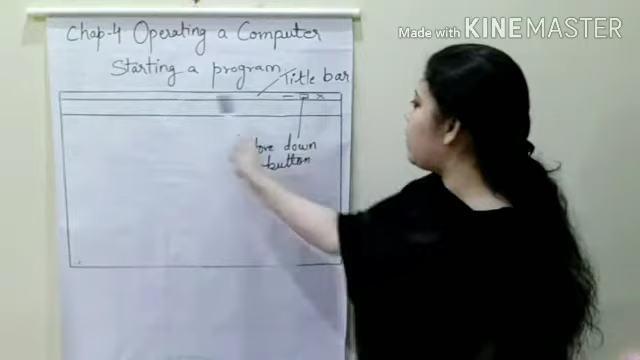 Chap-4 Operating a Computer
Starting a program
Title bar
down
button
Made with KINEMASTER